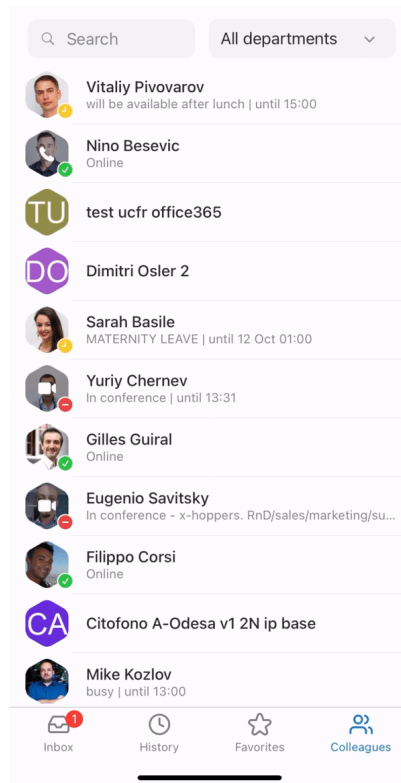 Search
All departments
Vitaliy Pivovarov
will be available after lunch | until 15:00
Nino Besevic
Online
TU
test ucfr office365
DO
Dimitri Osler 2
Sarah Basile
MATERNITY LEAVE | until 12 Oct 01:00
Yuriy Chernev
In conference | until 13:31
Gilles Guiral
Online
Eugenio Savitsky
In conference - x-hoppers. RnD/sales/marketing/su...
Filippo Corsi
Online
CA
Citofono A-Odesa v1 2N ip base
Mike Kozlov
busy | until 13:00
1
Inbox
History
Favorites
Colleagues